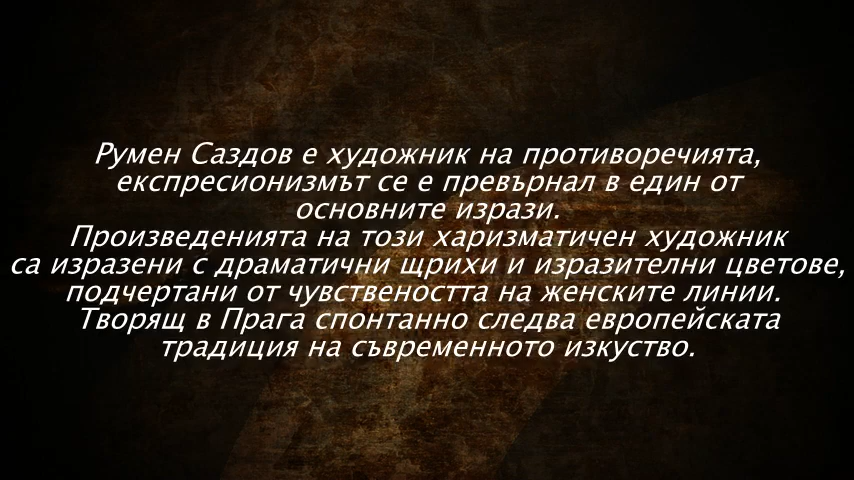 Румен Саздов е художник на противоречията,
експресионизмът се е превърнал в един от
основните изрази.
Произведенията на този харизматичен художник
са изразени с драматични щрихи и изразителни цветове,
подчертани от чувствеността на женските линии.
Творящ в Прага спонтанно следва европейската
традиция на съвременното изкуство.